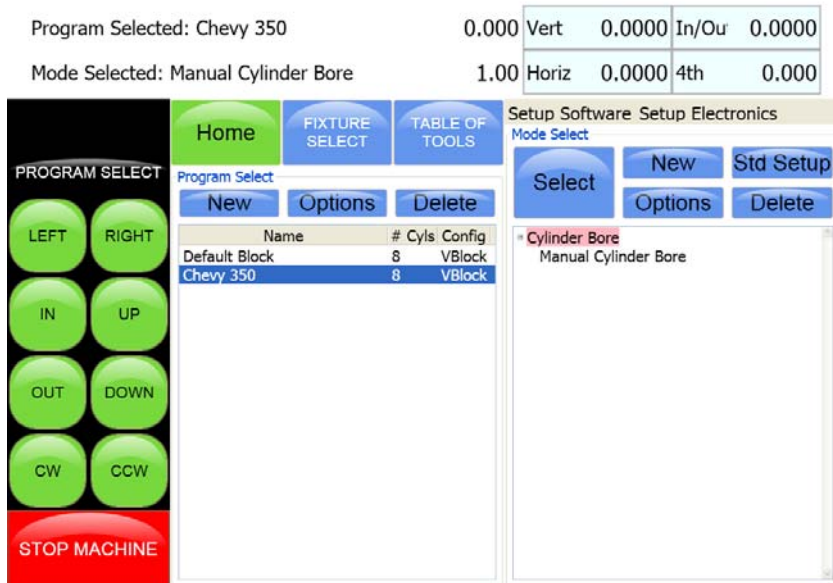 Program Selected: Chevy 350 0.000 Vert 0.0000 In/Ou 0.0000
Mode Selected: Manual Cylinder Bore 1.00 Horiz 0.0000 4th 0.000
PROGRAM SELECT
LEFT RIGHT
IN UP
OUT DOWN
CW CCW
STOP MACHINE
Home
FIXTURE
SELECT
TABLE OF
TOOLS
Program Select
New Options Delete
Name # Cyls Config
Default Block 8 VBlock
Chevy 350 8 VBlock
Setup Software Setup Electronics
Mode Select
Select
New Std Setup
Options Delete
Cylinder Bore
Manual Cylinder Bore